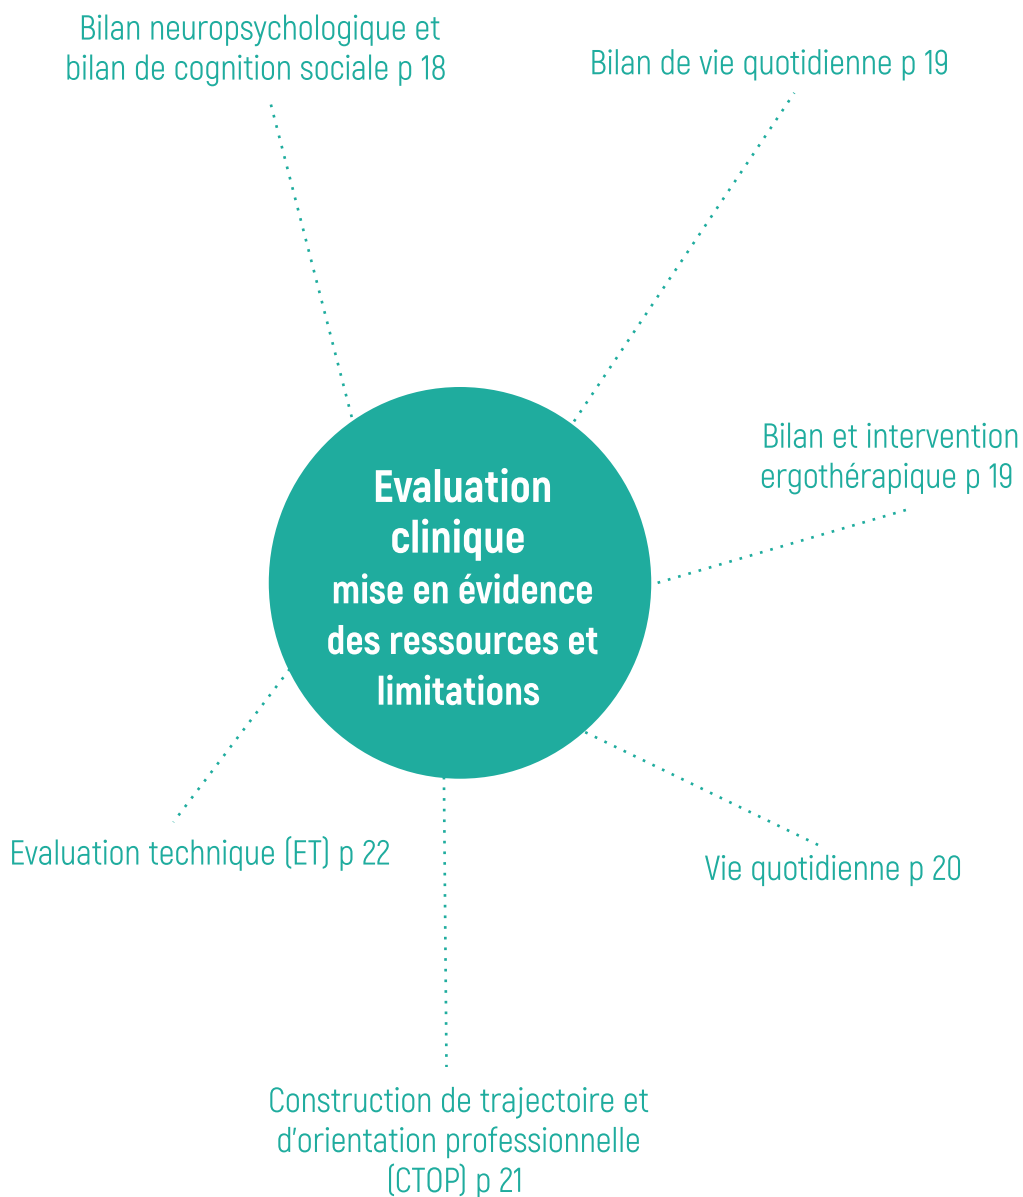 Bilan neuropsychologique et
bilan de cognition sociale p 18
Bilan de vie quotidienne p 19
Bilan et intervention
ergothérapique p 19
Evaluation
clinique
mise en évidence
des ressources et
limitations
Evaluation technique (ET) p 22
Vie quotidienne p 20
Construction de trajectoire et
d'orientation professionnelle
(CTOP) p 21